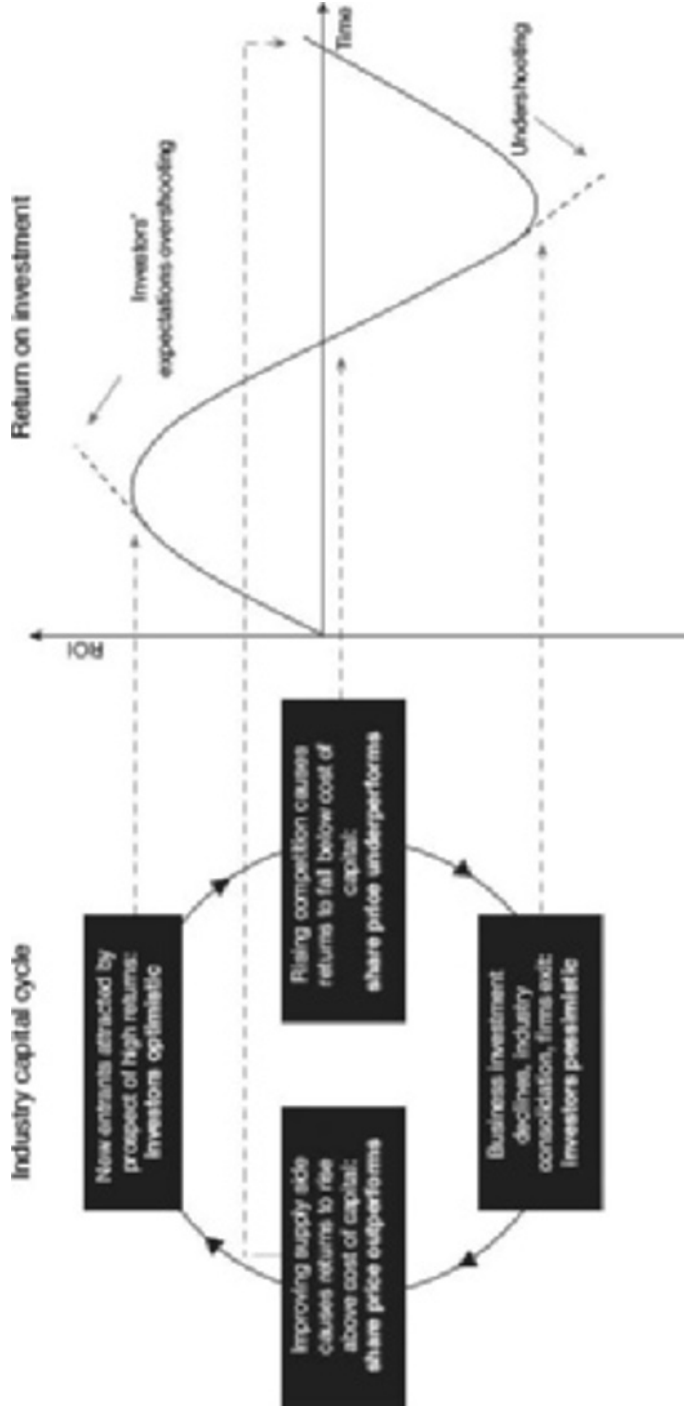 Industry capital cycle
New entrants attracted by
prospect of high returns:
Investors optimistic
Improving supply side
causes returns to rise
above cost of capital:
share price outperforms
Rising competition causes
returns to fall below cost of
capital:
share price underperforms
Business investment
declines, industry
consolidation, firms exit:
Investors pessimistic
Return on investment
ROI
Investors'
expectations overshooting
Time
Undershooting